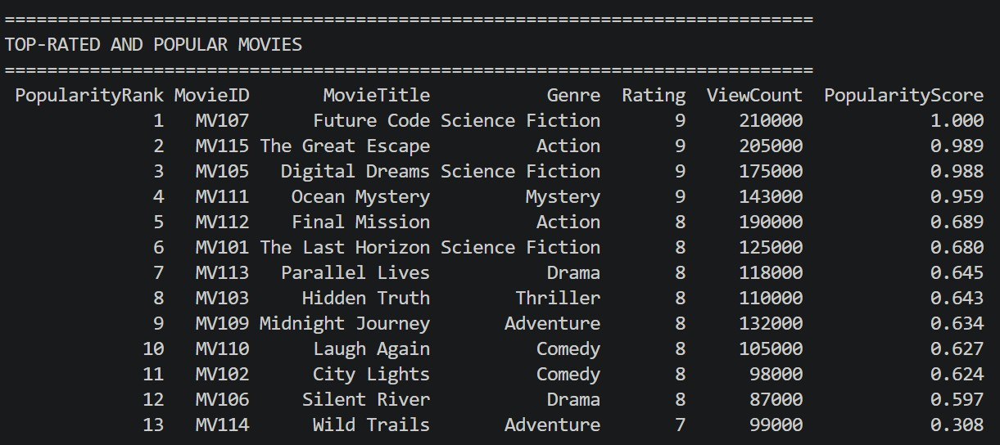 ============================================================================
TOP-RATED AND POPULAR MOVIES
============================================================================
PopularityRank MovieID MovieTitle Genre Rating ViewCount PopularityScore
1 MV107 Future Code Science Fiction 9 210000 1.000
2 MV115 The Great Escape Action 9 205000 0.989
3 MV105 Digital Dreams Science Fiction 9 175000 0.988
4 MV111 Ocean Mystery Mystery 9 143000 0.959
5 MV112 Final Mission Action 8 190000 0.689
6 MV101 The Last Horizon Science Fiction 8 125000 0.680
7 MV113 Parallel Lives Drama 8 118000 0.645
8 MV103 Hidden Truth Thriller 8 110000 0.643
9 MV109 Midnight Journey Adventure 8 132000 0.634
10 MV110 Laugh Again Comedy 8 105000 0.627
11 MV102 City Lights Comedy 8 98000 0.624
12 MV106 Silent River Drama 8 87000 0.597
13 MV114 Wild Trails Adventure 7 99000 0.308